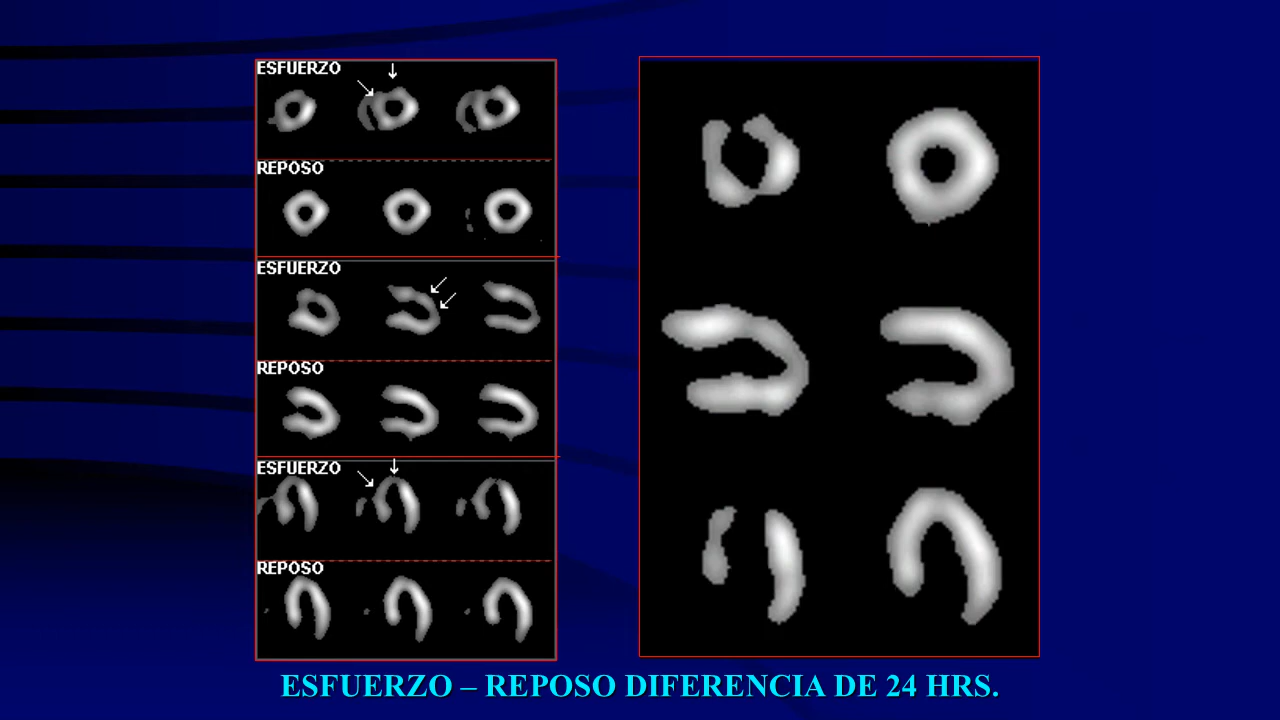 ESFUERZO
REPOSO
ESFUERZO
REPOSO
ESFUERZO
REPOSO
ESFUERZO – REPOSO DIFERENCIA DE 24 HRS.